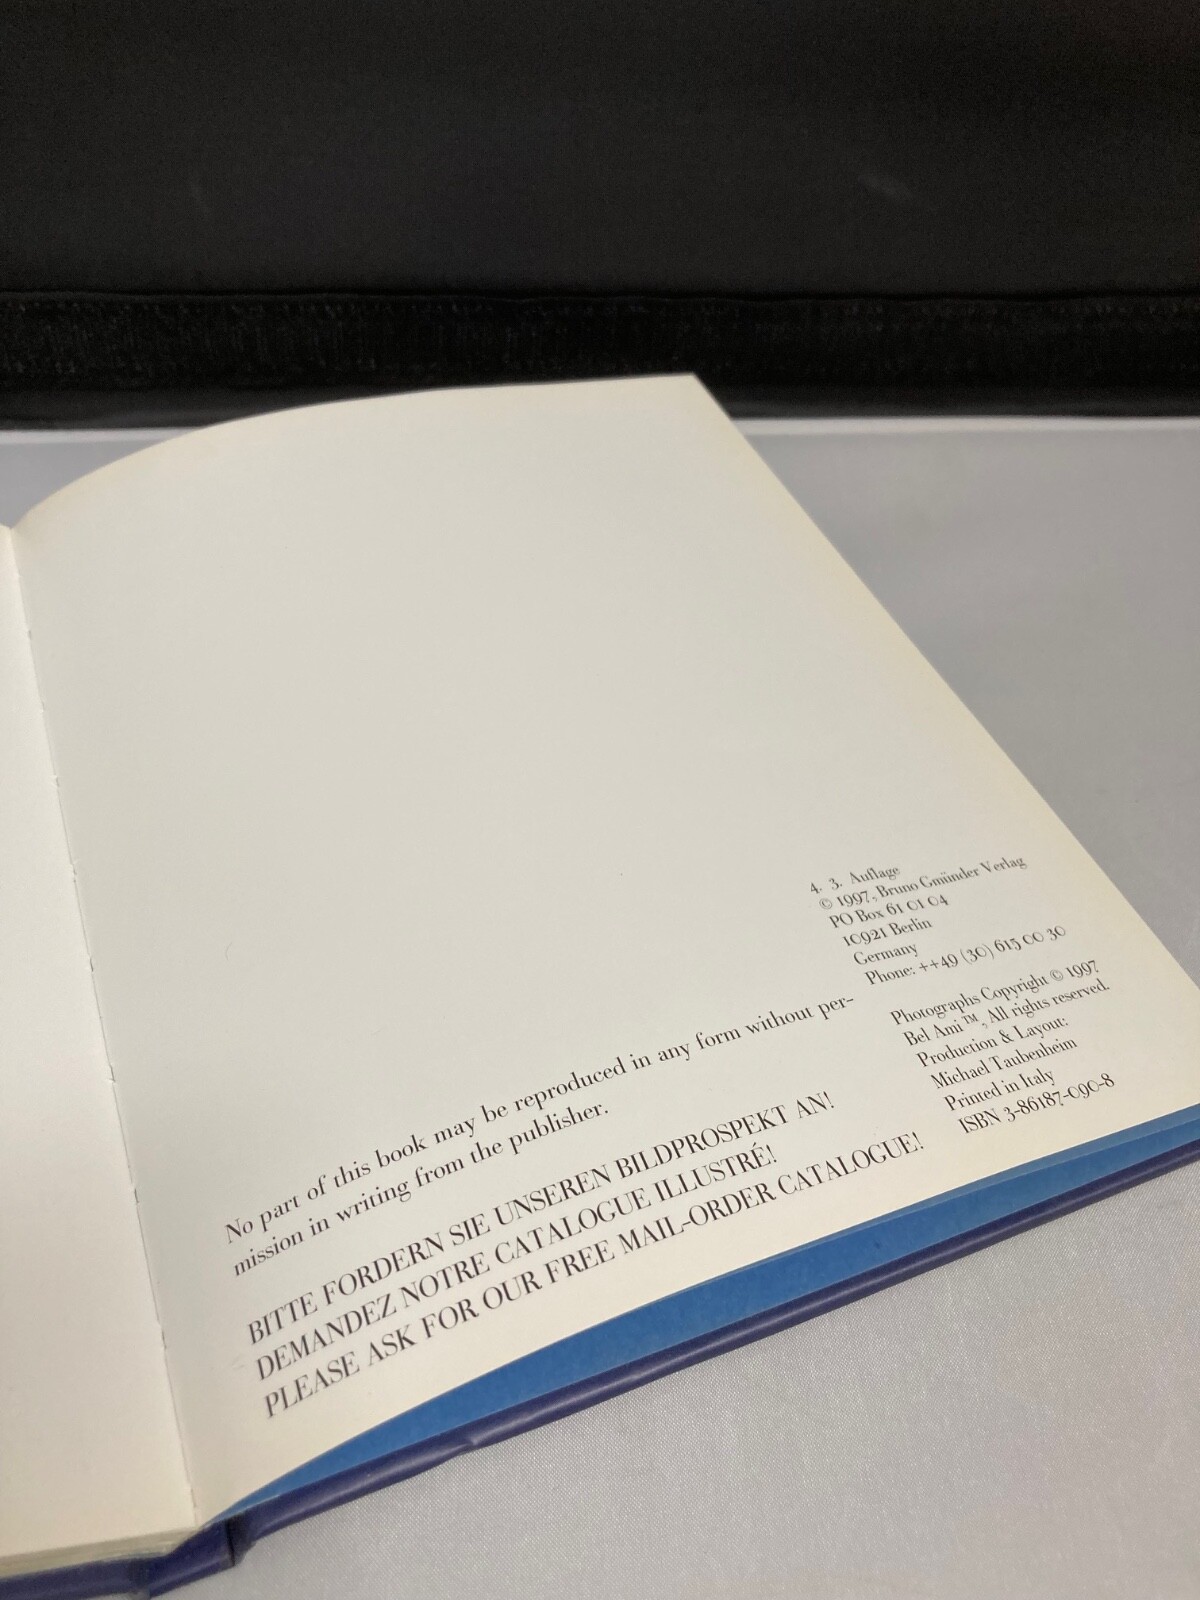 4. 3. Auflage
© 1997, Bruno Gmünder Verlag
PO Box 61 01 04
10921 Berlin
Germany
Phone: ++49 (30) 615 00 30
Photographs Copyright © 1997
Bel Ami™, All rights reserved.
Production & Layout:
Michael Taubenheim
Printed in Italy
ISBN 3-86187-090-8
No part of this book may be reproduced in any form without per-
mission in writing from the publisher.
BITTE FORDERN SIE UNSEREN BILDPROSPEKT AN!
DEMANDEZ NOTRE CATALOGUE ILLUSTRÉ!
PLEASE ASK FOR OUR FREE MAIL-ORDER CATALOGUE!